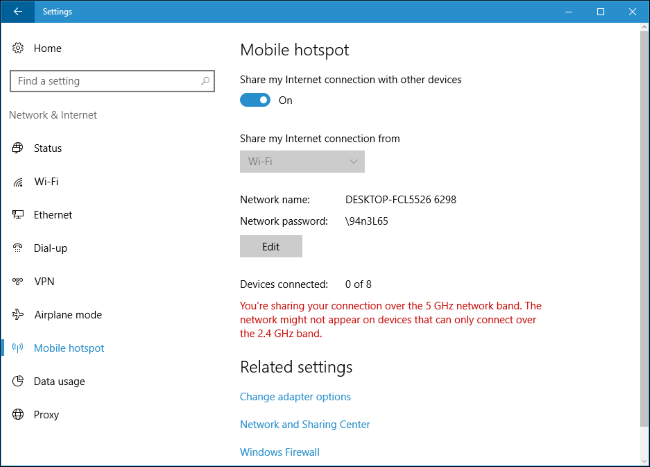 Settings
Home
Find a setting
Network & Internet
Status
Wi-Fi
Ethernet
Dial-up
VPN
Airplane mode
Mobile hotspot
Data usage
Proxy
Mobile hotspot
Share my Internet connection with other devices
On
Share my Internet connection from
Wi-Fi
Network name: DESKTOP-FCL5526 6298
Network password: \94n3L65
Edit
Devices connected: 0 of 8
You're sharing your connection over the 5 GHz network band. The
network might not appear on devices that can only connect over
the 2.4 GHz band.
Related settings
Change adapter options
Network and Sharing Center
Windows Firewall